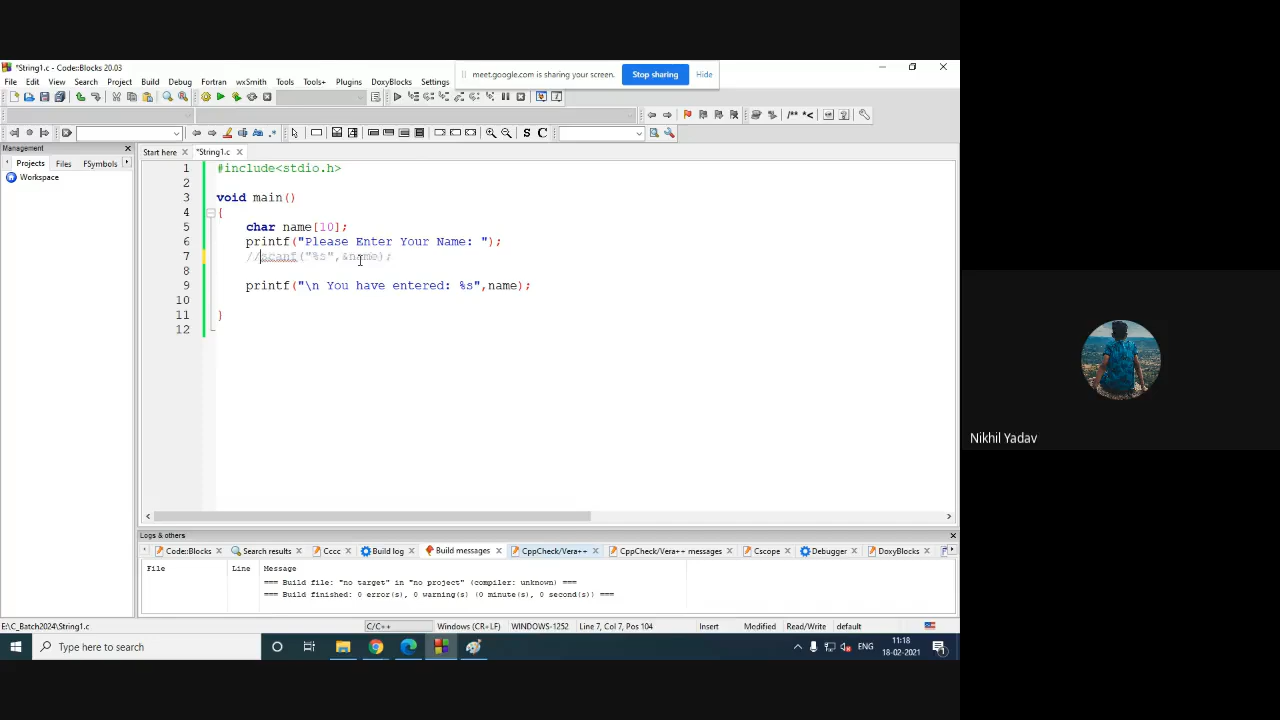 *String1.c - Code::Blocks 20.03
meet.google.com is sharing your screen. Stop sharing Hide
File Edit View Search Project Build Debug Fortran wxSmith Tools Tools+ Plugins DoxyBlocks Settings
/** *<
S C
Management
Projects Files FSymbols
Workspace
Start here *String1.c
1 #include<stdio.h>
2
3 void main()
4 {
5 char name[10];
6 printf("Please Enter Your Name: ");
7 //scanf("%s",&name);
8
9 printf("\n You have entered: %s",name);
10
11 }
12
Logs & others
Code::Blocks Search results Cccc Build log Build messages CppCheck/Vera++ CppCheck/Vera++ messages Cscope Debugger DoxyBlocks
File Line Message
=== Build file: "no target" in "no project" (compiler: unknown) ===
=== Build finished: 0 error(s), 0 warning(s) (0 minute(s), 0 second(s)) ===
E:\C_Batch2024\String1.c C/C++ Windows (CR+LF) WINDOWS-1252 Line 7, Col 7, Pos 104 Insert Modified Read/Write default
Type here to search
ENG
11:18
18-02-2021
1
Nikhil Yadav